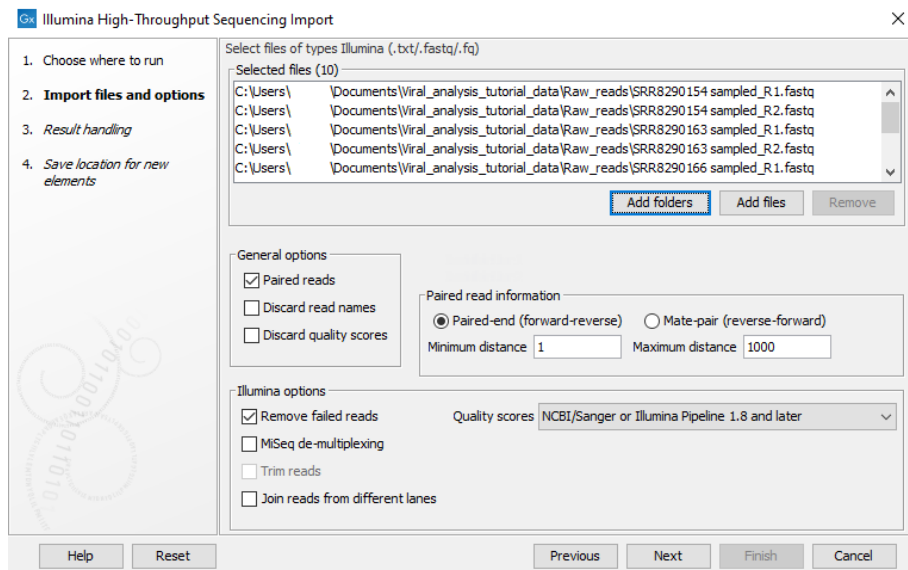 Gx Illumina High-Throughput Sequencing Import
1. Choose where to run
2. Import files and options
3. Result handling
4. Save location for new
elements
Select files of types Illumina (.txt/.fastq/.fq)
Selected files (10)
C:\Users\ \Documents\Viral_analysis_tutorial_data\Raw_reads\SRR8290154 sampled_R1.fastq
C:\Users\ \Documents\Viral_analysis_tutorial_data\Raw_reads\SRR8290154 sampled_R2.fastq
C:\Users\ \Documents\Viral_analysis_tutorial_data\Raw_reads\SRR8290163 sampled_R1.fastq
C:\Users\ \Documents\Viral_analysis_tutorial_data\Raw_reads\SRR8290163 sampled_R2.fastq
C:\Users\ \Documents\Viral_analysis_tutorial_data\Raw_reads\SRR8290166 sampled_R1.fastq
Add folders Add files Remove
General options
Paired reads
Discard read names
Discard quality scores
Paired read information
Paired-end (forward-reverse) Mate-pair (reverse-forward)
Minimum distance 1 Maximum distance 1000
Illumina options
Remove failed reads Quality scores NCBI/Sanger or Illumina Pipeline 1.8 and later
MiSeq de-multiplexing
Trim reads
Join reads from different lanes
Help Reset Previous Next Finish Cancel